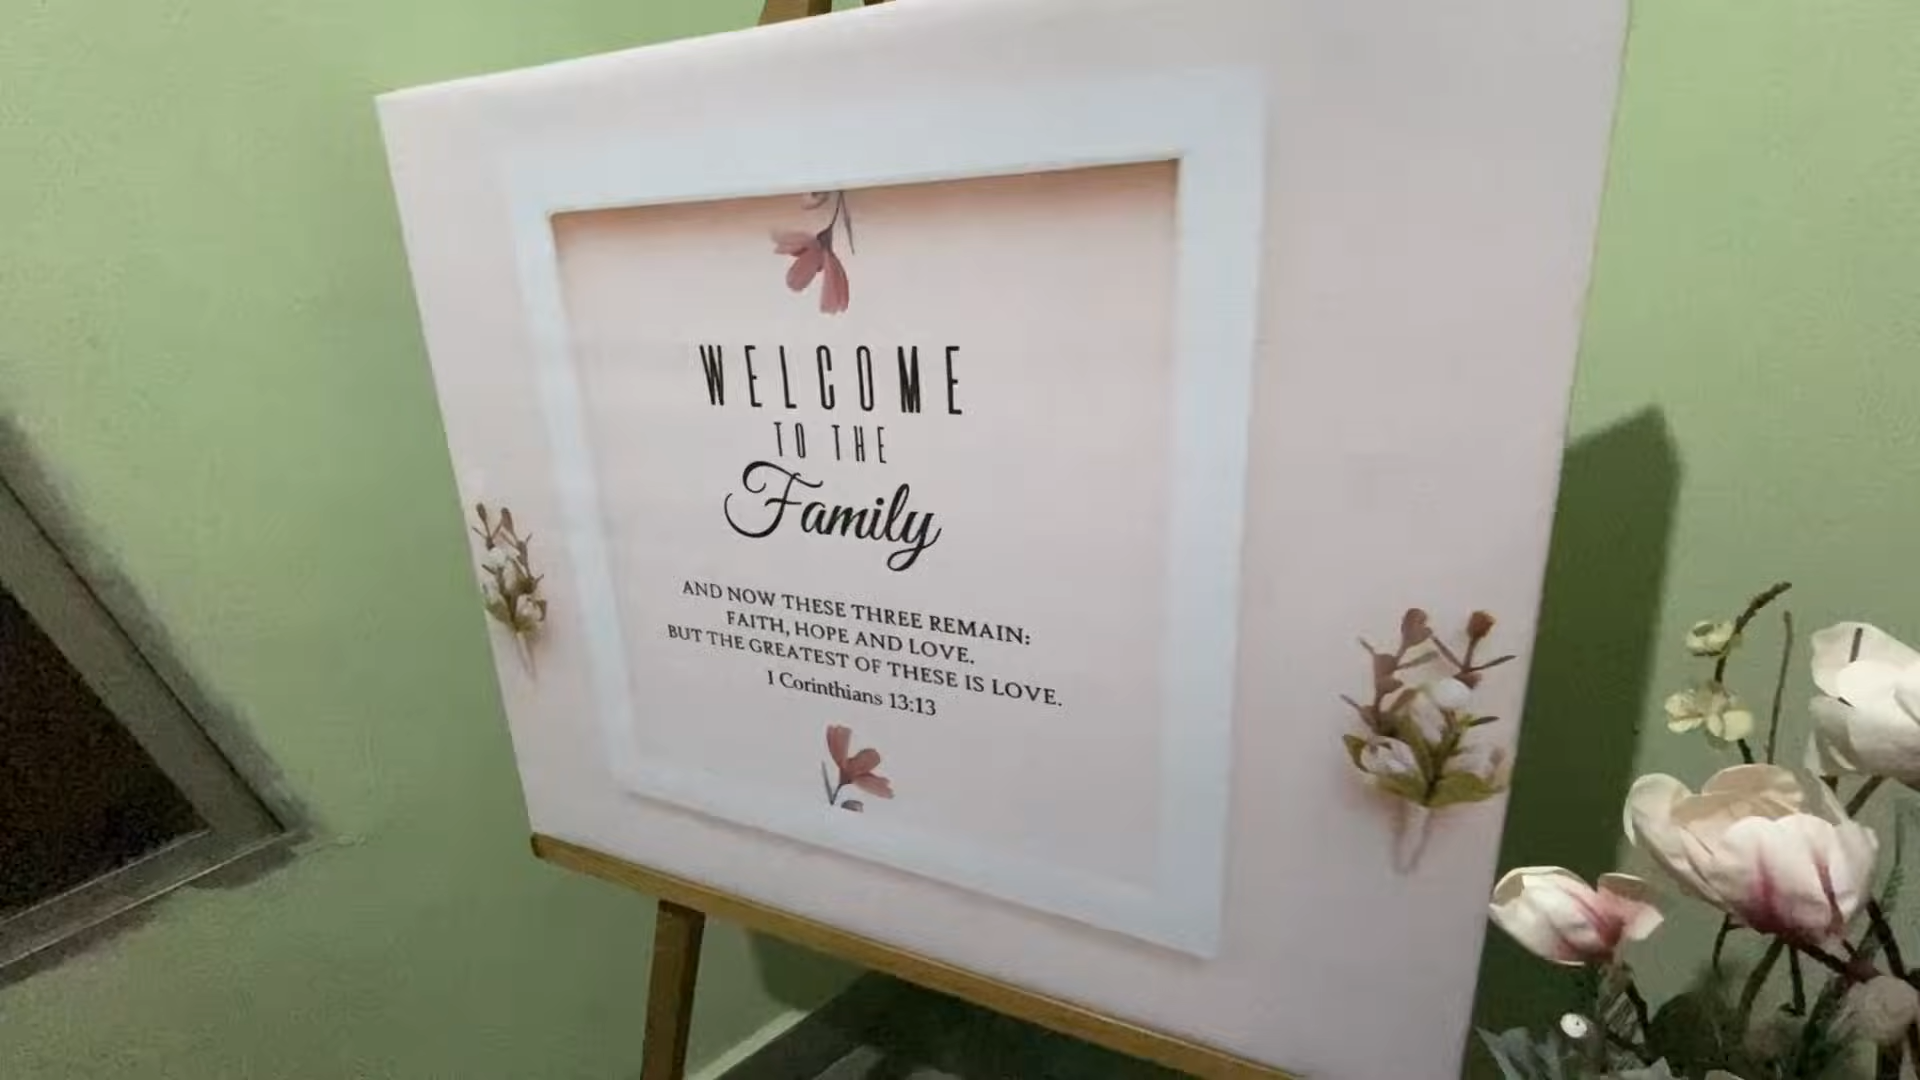 WELCOME
TO THE
Family
AND NOW THESE THREE REMAIN:
FAITH, HOPE AND LOVE.
BUT THE GREATEST OF THESE IS LOVE.
I Corinthians 13:13